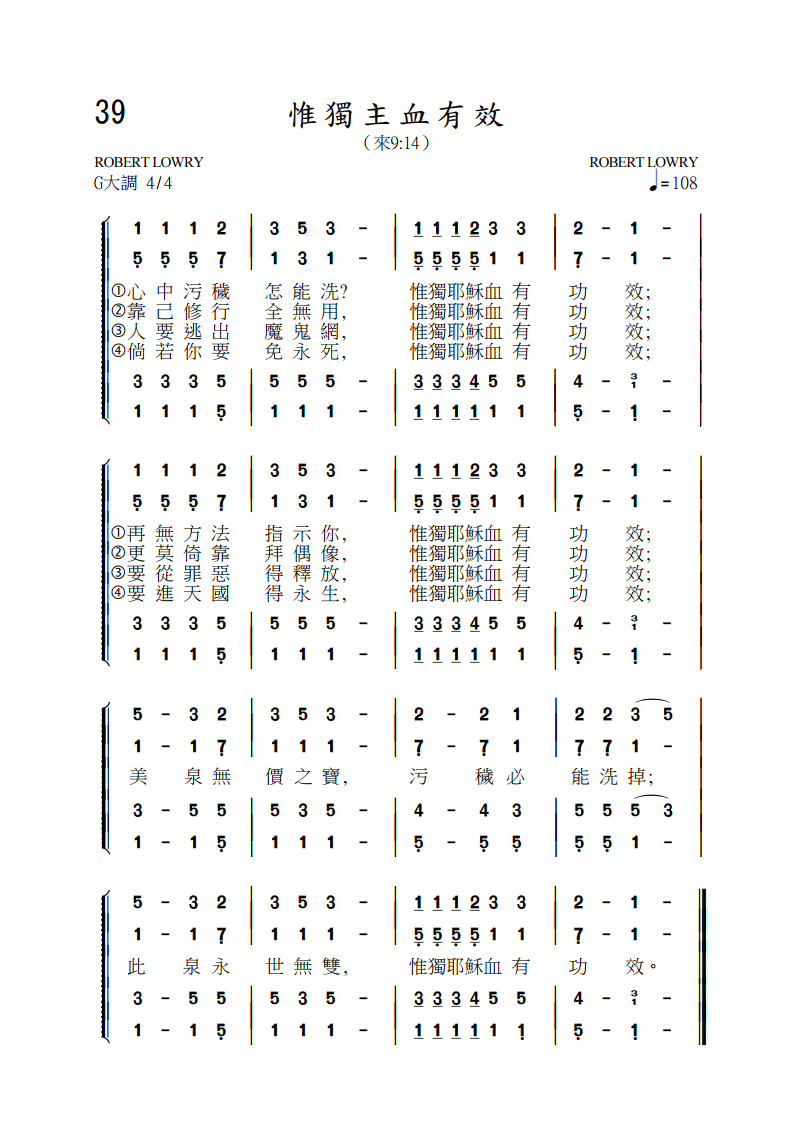 39
惟獨主血有效
（來9:14）
ROBERT LOWRY ROBERT LOWRY
G大調 4/4 ♩=108
1 1 1 2 | 3 5 3 - | 1 1 1 2 3 3 | 2 - 1 - |
5̣ 5̣ 5̣ 7̣ | 1 3 1 - | 5̣ 5̣ 5̣ 5̣ 1 1 | 7̣ - 1 - |
①心中污穢 怎能洗? 惟獨耶穌血有 功 效;
②靠己修行 全無用, 惟獨耶穌血有 功 效;
③人要逃出 魔鬼網, 惟獨耶穌血有 功 效;
④倘若你要 免永死, 惟獨耶穌血有 功 效;
3 3 3 5 | 5 5 5 - | 3 3 3 4 5 5 | 4 - 3 - |
1 1 1 5̣ | 1 1 1 - | 1 1 1 1 1 1 | 5̣ - 1 - |
1 1 1 2 | 3 5 3 - | 1 1 1 2 3 3 | 2 - 1 - |
5̣ 5̣ 5̣ 7̣ | 1 3 1 - | 5̣ 5̣ 5̣ 5̣ 1 1 | 7̣ - 1 - |
①再無方法 指示你, 惟獨耶穌血有 功 效;
②更莫倚靠 拜偶像, 惟獨耶穌血有 功 效;
③要從罪惡 得釋放, 惟獨耶穌血有 功 效;
④要進天國 得永生, 惟獨耶穌血有 功 效;
3 3 3 5 | 5 5 5 - | 3 3 3 4 5 5 | 4 - 3 1 - |
1 1 1 5̣ | 1 1 1 - | 1 1 1 1 1 1 | 5̣ - 1̣ - |
5 - 3 2 | 3 5 3 - | 2 - 2 1 | 2 2 3 5 |
1 - 1 7̣ | 1 1 1 - | 7̣ - 7̣ 1 | 7̣ 7̣ 1 - |
美 泉無 價之寶, 污 穢必 能洗掉;
3 - 5 5 | 5 3 5 - | 4 - 4 3 | 5 5 5 3 |
1 - 1 5̣ | 1 1 1 - | 5̣ - 5̣ 5̣ | 5̣ 5̣ 1 - |
5 - 3 2 | 3 5 3 - | 1 1 1 2 3 3 | 2 - 1 - ‖
1 - 1 7̣ | 1 1 1 - | 5̣ 5̣ 5̣ 5̣ 1 1 | 7̣ - 1 - ‖
此 泉永 世無雙, 惟獨耶穌血有 功 效。
3 - 5 5 | 5 3 5 - | 3 3 3 4 5 5 | 4 - 3 1 - ‖
1 - 1 5̣ | 1 1 1 - | 1 1 1 1 1 1̣ | 5̣ - 1̣ - ‖